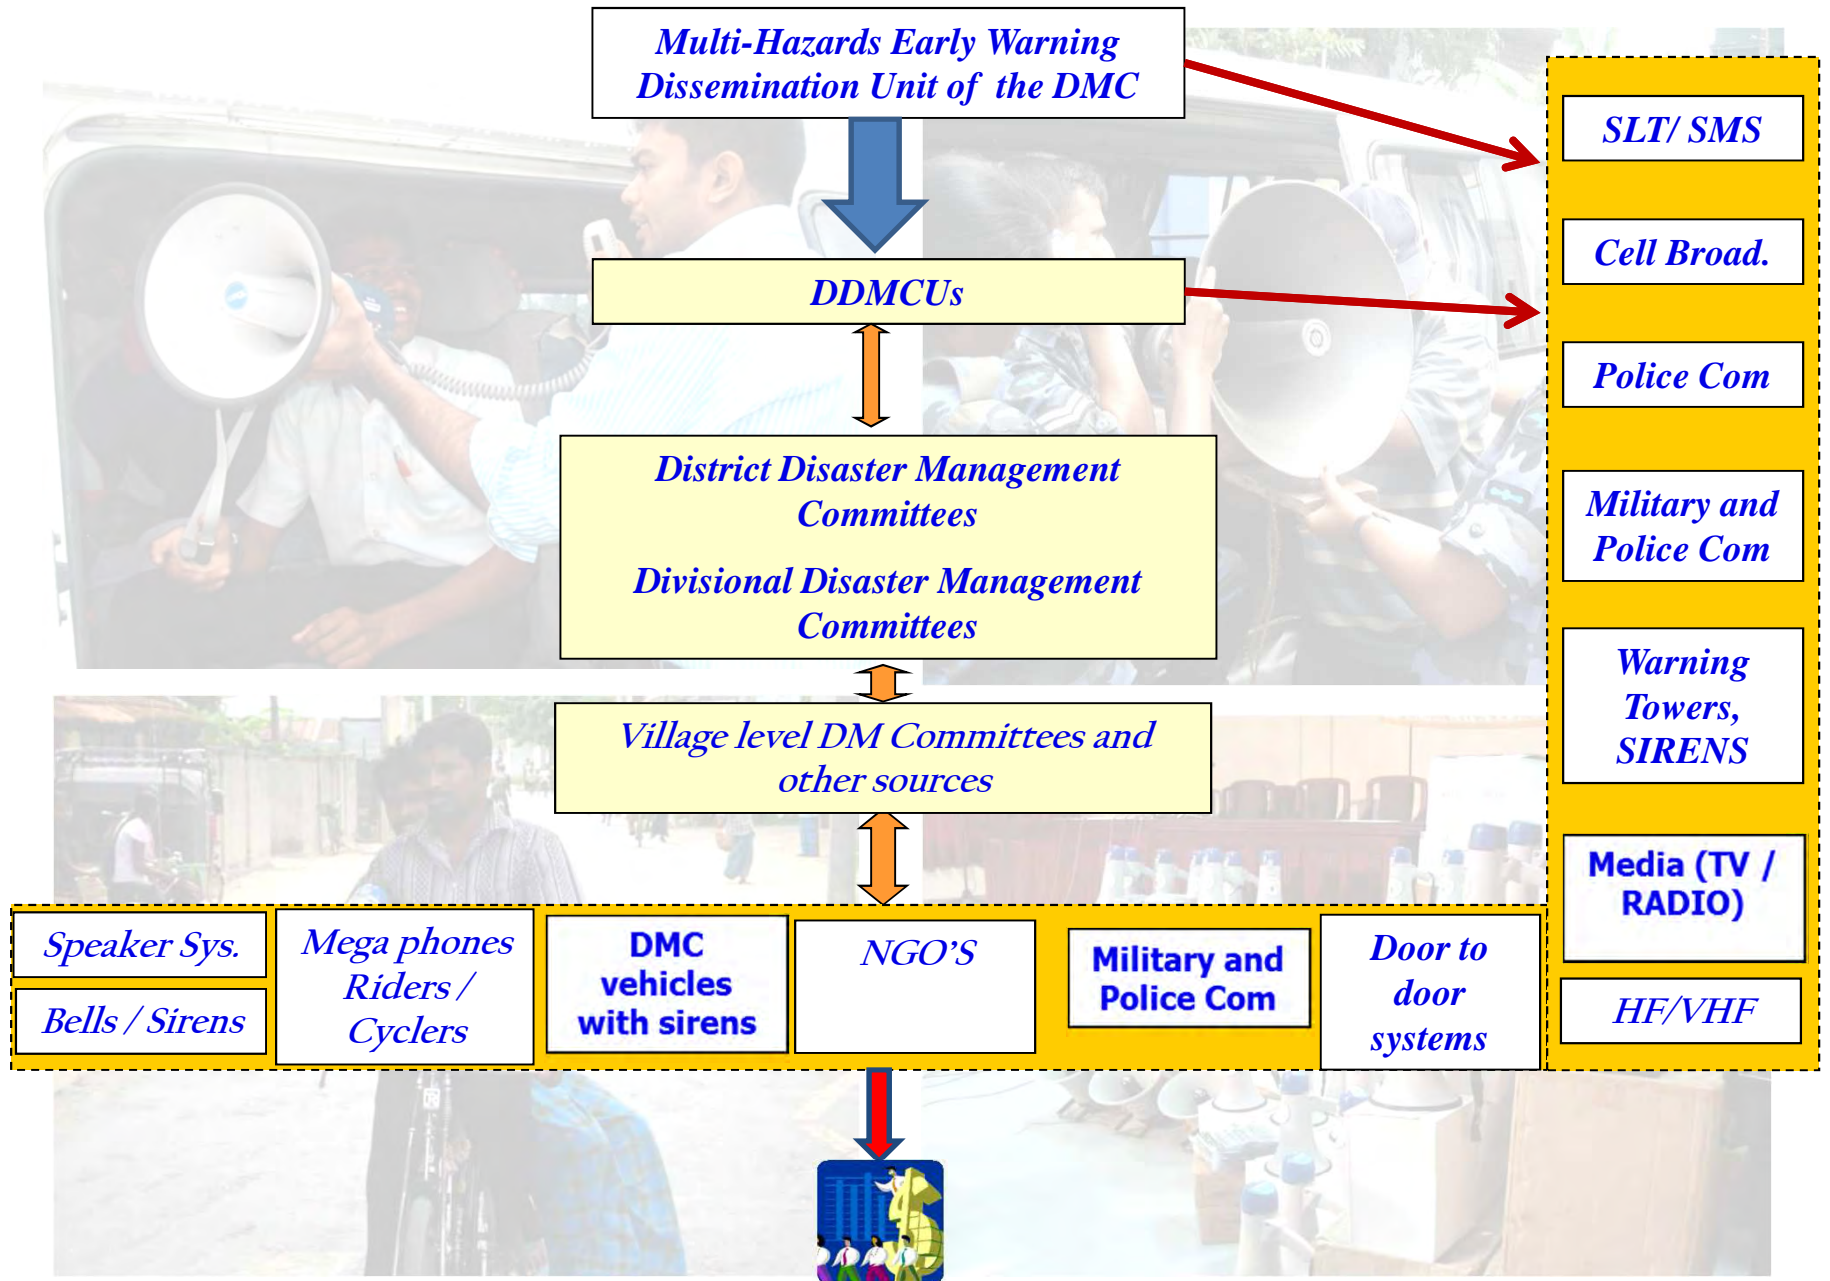 Multi-Hazards Early Warning
Dissemination Unit of the DMC
DDMCUs
District Disaster Management
Committees
Divisional Disaster Management
Committees
Village level DM Committees and
other sources
Speaker Sys.
Bells / Sirens
Mega phones
Riders /
Cyclers
DMC
vehicles
with sirens
NGO'S
Military and
Police Com
Door to
door
systems
SLT/ SMS
Cell Broad.
Police Com
Military and
Police Com
Warning
Towers,
SIRENS
Media (TV /
RADIO)
HF/VHF